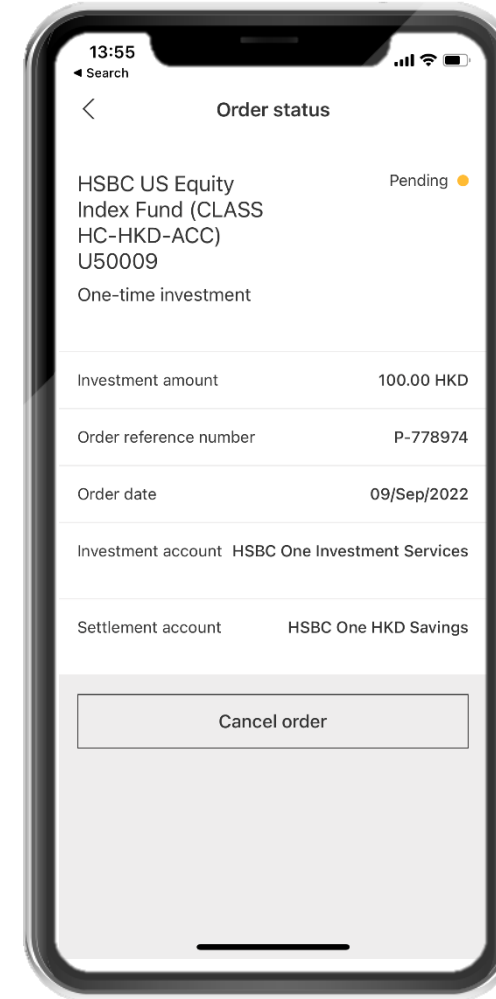 13:55
◀ Search
Order status
HSBC US Equity
Index Fund (CLASS
HC-HKD-ACC)
U50009
Pending
One-time investment
Investment amount 100.00 HKD
Order reference number P-778974
Order date 09/Sep/2022
Investment account HSBC One Investment Services
Settlement account HSBC One HKD Savings
Cancel order